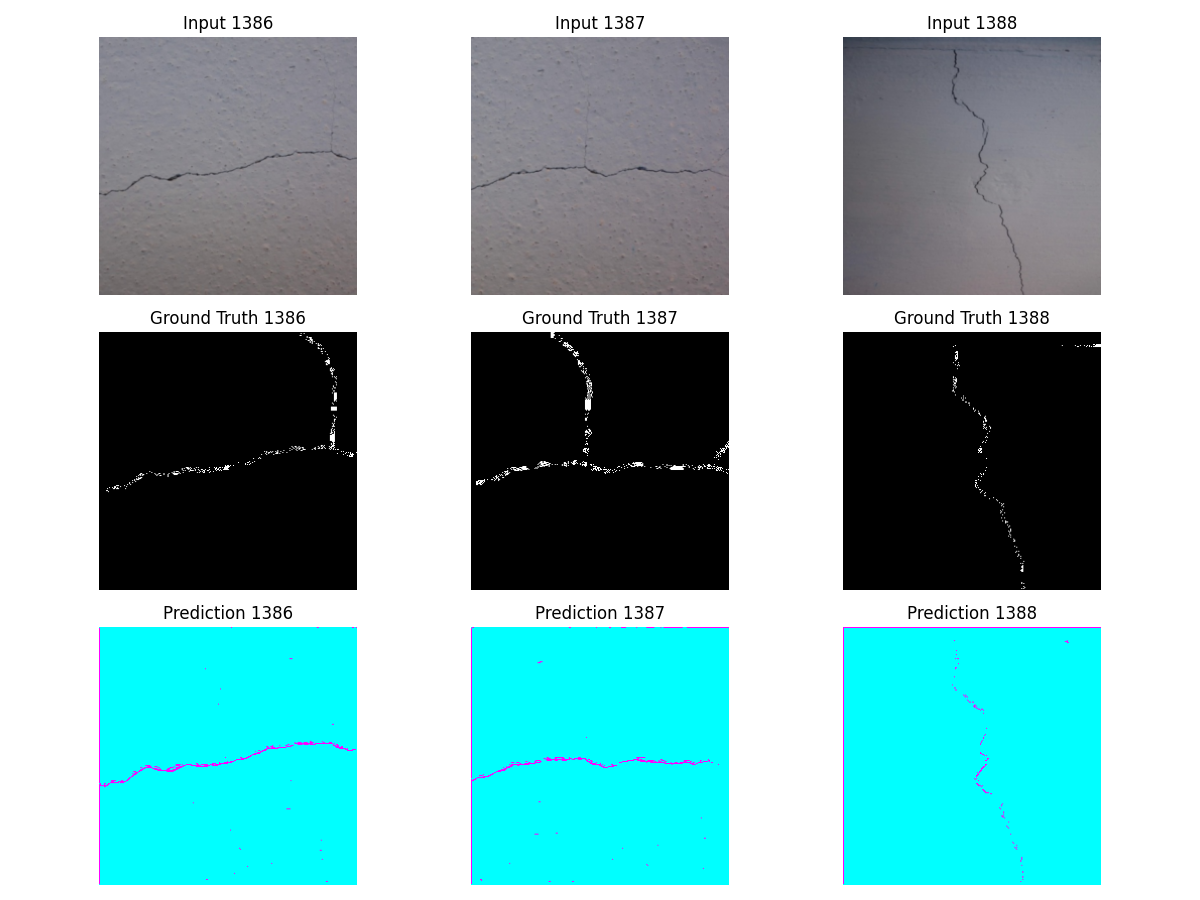 Input 1386
Input 1387
Input 1388
Ground Truth 1386
Ground Truth 1387
Ground Truth 1388
Prediction 1386
Prediction 1387
Prediction 1388